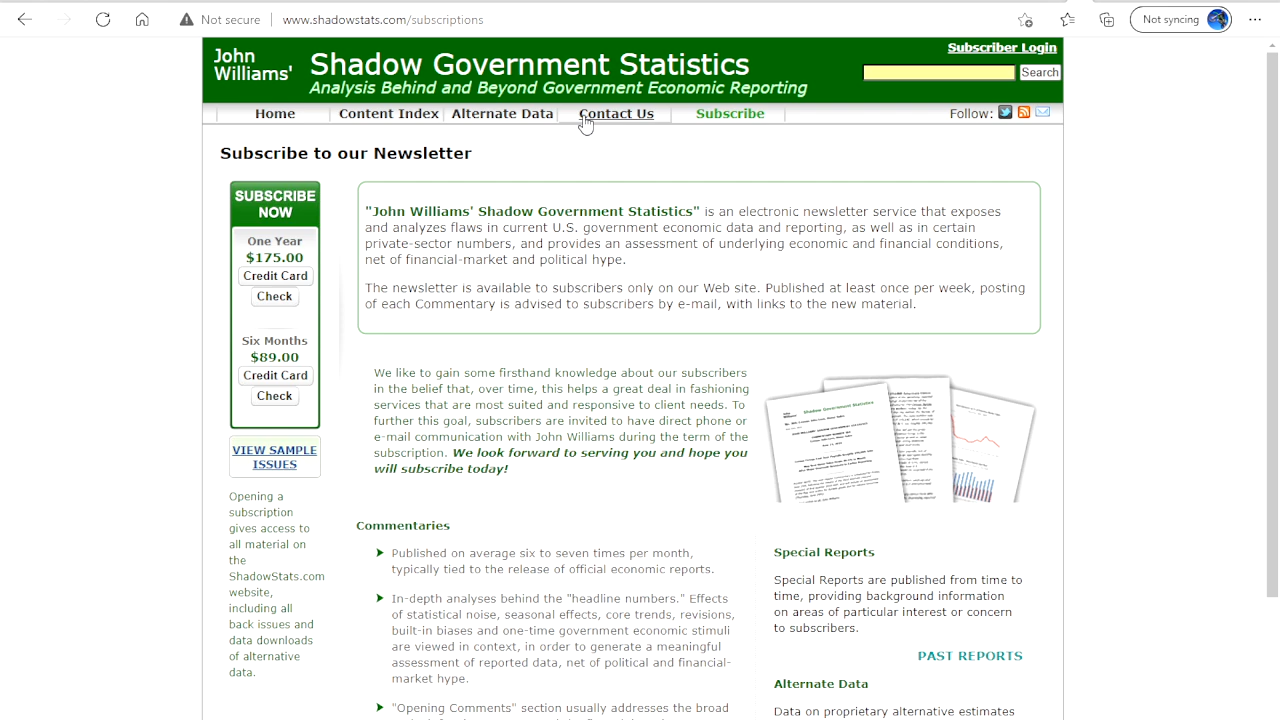 Not secure
www.shadowstats.com/subscriptions
Not syncing
Subscriber Login
John
Williams'
Shadow Government Statistics
Analysis Behind and Beyond Government Economic Reporting
Search
Home
Content Index
Alternate Data
Contact Us
Subscribe
Follow:
Subscribe to our Newsletter
SUBSCRIBE
NOW
One Year
$175.00
Credit Card
Check
Six Months
$89.00
Credit Card
Check
VIEW SAMPLE
ISSUES
Opening a
subscription
gives access to
all material on
the
ShadowStats.com
website,
including all
back issues and
data downloads
of alternative
data.
"John Williams' Shadow Government Statistics" is an electronic newsletter service that exposes
and analyzes flaws in current U.S. government economic data and reporting, as well as in certain
private-sector numbers, and provides an assessment of underlying economic and financial conditions,
net of financial-market and political hype.
The newsletter is available to subscribers only on our Web site. Published at least once per week, posting
of each Commentary is advised to subscribers by e-mail, with links to the new material.
We like to gain some firsthand knowledge about our subscribers
in the belief that, over time, this helps a great deal in fashioning
services that are most suited and responsive to client needs. To
further this goal, subscribers are invited to have direct phone or
e-mail communication with John Williams during the term of the
subscription. We look forward to serving you and hope you
will subscribe today!
Shadow Government Statistics
Commentaries
Published on average six to seven times per month,
typically tied to the release of official economic reports.
In-depth analyses behind the "headline numbers." Effects
of statistical noise, seasonal effects, core trends, revisions,
built-in biases and one-time government economic stimuli
are viewed in context, in order to generate a meaningful
assessment of reported data, net of political and financial-
market hype.
"Opening Comments" section usually addresses the broad
Special Reports
Special Reports are published from time to
time, providing background information
on areas of particular interest or concern
to subscribers.
PAST REPORTS
Alternate Data
Data on proprietary alternative estimates